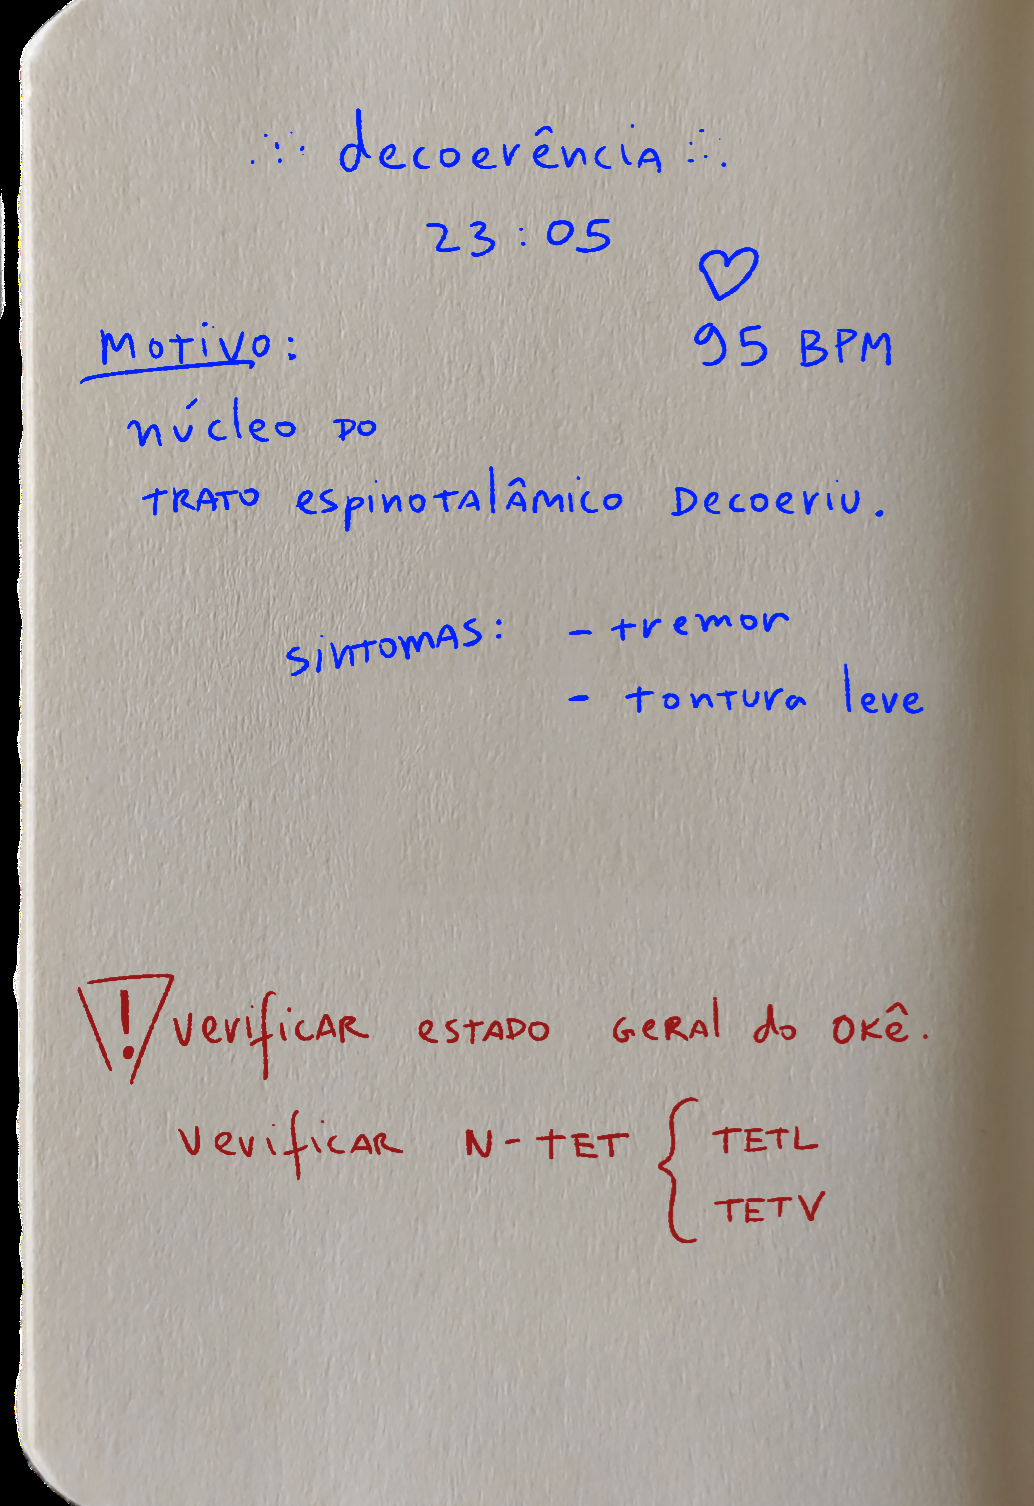 decoerência
23:05
95 BPM
Motivo:
núcleo do
trato espinotalâmico decoeriu.
sintomas: - tremor
- tontura leve
! verificar estado geral do okê.
verificar N-TET { TETL
TETV